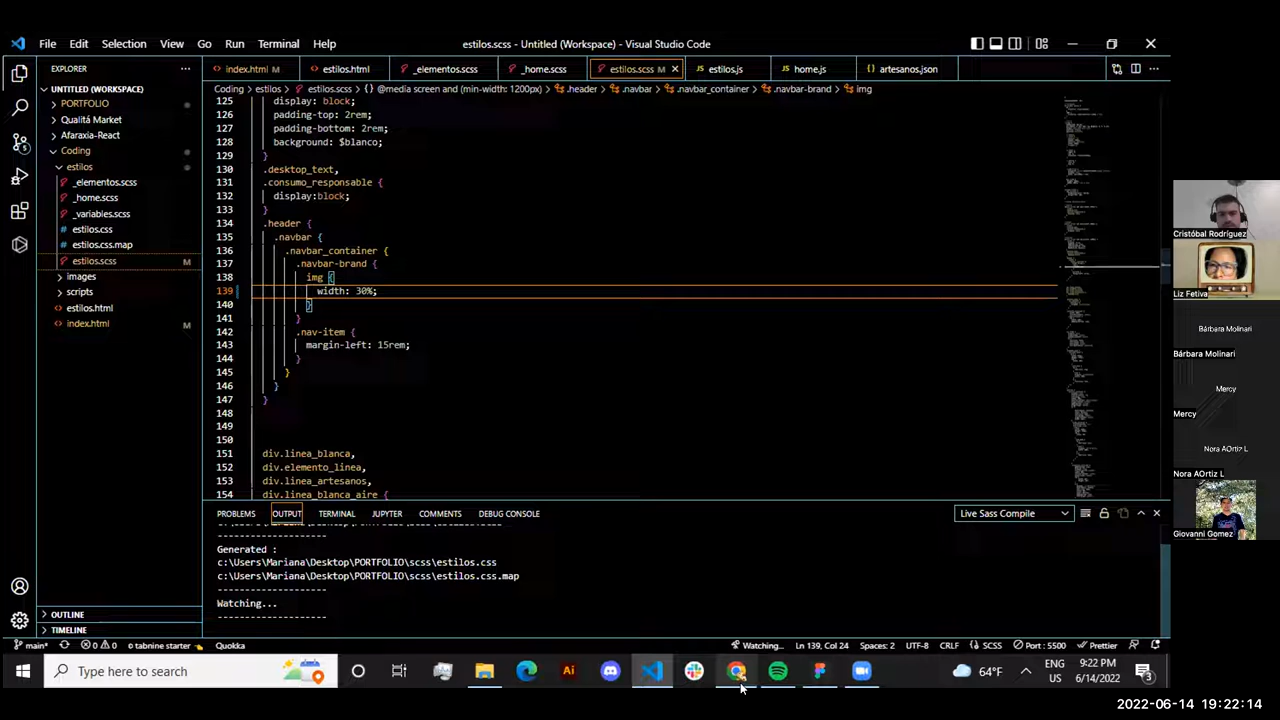 File Edit Selection View Go Run Terminal Help
estilos.scss - Untitled (Workspace) - Visual Studio Code
EXPLORER
index.html M
estilos.html
_elementos.scss
_home.scss
estilos.scss M
estilos.js
home.js
artesanos.json
UNTITLED (WORKSPACE)
Coding > estilos > estilos.scss > @media screen and (min-width: 1200px) > .header > .navbar > .navbar_container > .navbar-brand > img
PORTFOLIO
Qualitá Market
Afaraxia-React
Coding
estilos
_elementos.scss
_home.scss
_variables.scss
estilos.css
estilos.css.map
estilos.scss M
images
scripts
estilos.html
index.html M
OUTLINE
TIMELINE
125 display: block;
126 padding-top: 2rem;
127 padding-bottom: 2rem;
128 background: $blanco;
129 }
130 .desktop_text,
131 .consumo_responsable {
132 display:block;
133 }
134 .header {
135 .navbar {
136 .navbar_container {
137 .navbar-brand {
138 img {
139 width: 30%;
140 }
141 }
142 .nav-item {
143 margin-left: 15rem;
144 }
145 }
146 }
147 }
148
149
150
151 div.linea_blanca,
152 div.elemento_linea,
153 div.linea_artesanos,
154 div.linea_blanca_aire {
PROBLEMS OUTPUT TERMINAL JUPYTER COMMENTS DEBUG CONSOLE
Live Sass Compile
--------------------
Generated :
c:\Users\Mariana\Desktop\PORTFOLIO\scss\estilos.css
c:\Users\Mariana\Desktop\PORTFOLIO\scss\estilos.css.map
--------------------
Watching...
--------------------
main* 0 0 tabnine starter Quokka
Watching... Ln 139, Col 24 Spaces: 2 UTF-8 CRLF SCSS Port : 5500 Prettier
Type here to search
Ai
64°F
ENG
US
9:22 PM
6/14/2022
3
Cristóbal Rodríguez
Liz Fetiva
Bárbara Molinari
Bárbara Molinari
Mercy
Mercy
Nora AOrtiz L
Nora AOrtiz L
Giovanni Gomez
2022-06-14 19:22:14